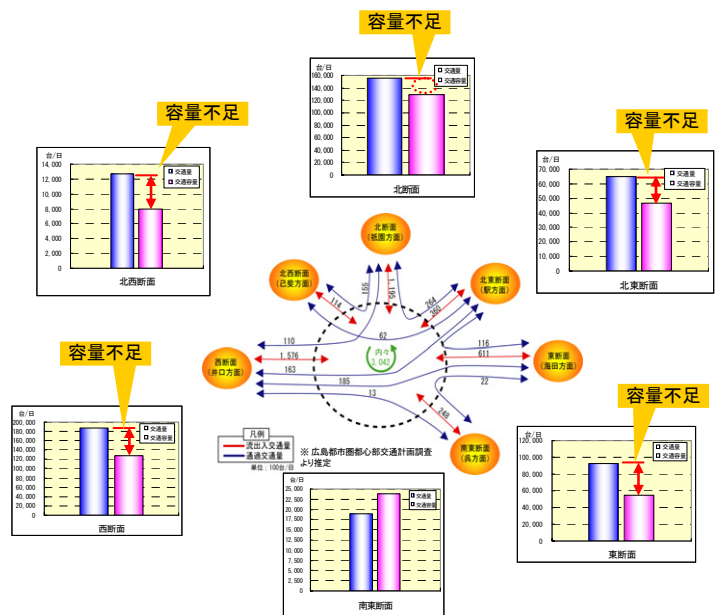 容量不足
台/日
160,000
140,000
120,000
100,000
80,000
60,000
40,000
20,000
0
交通量
交通容量
北断面
容量不足
台/日
14,000
12,000
10,000
8,000
6,000
4,000
2,000
0
交通量
交通容量
北西断面
容量不足
台/日
70,000
60,000
50,000
40,000
30,000
20,000
10,000
0
交通量
交通容量
北東断面
北断面
(祇園方面)
北西断面
(己斐方面)
北東断面
(駅方面)
西断面
(井口方面)
東断面
(海田方面)
南東断面
(呉方面)
155
1,195
114
264
360
110
62
116
1,576
内々
3,042
611
163
185
22
13
248
凡例
流出入交通量
通過交通量
単位:100台/日
※ 広島都市圏都心部交通計画調査
より推定
容量不足
台/日
200,000
180,000
160,000
140,000
120,000
100,000
80,000
60,000
40,000
20,000
0
交通量
交通容量
西断面
台/日
25,000
22,500
20,000
17,500
15,000
12,500
10,000
7,500
5,000
2,500
0
交通量
交通容量
南東断面
容量不足
台/日
120,000
100,000
80,000
60,000
40,000
20,000
0
交通量
交通容量
東断面